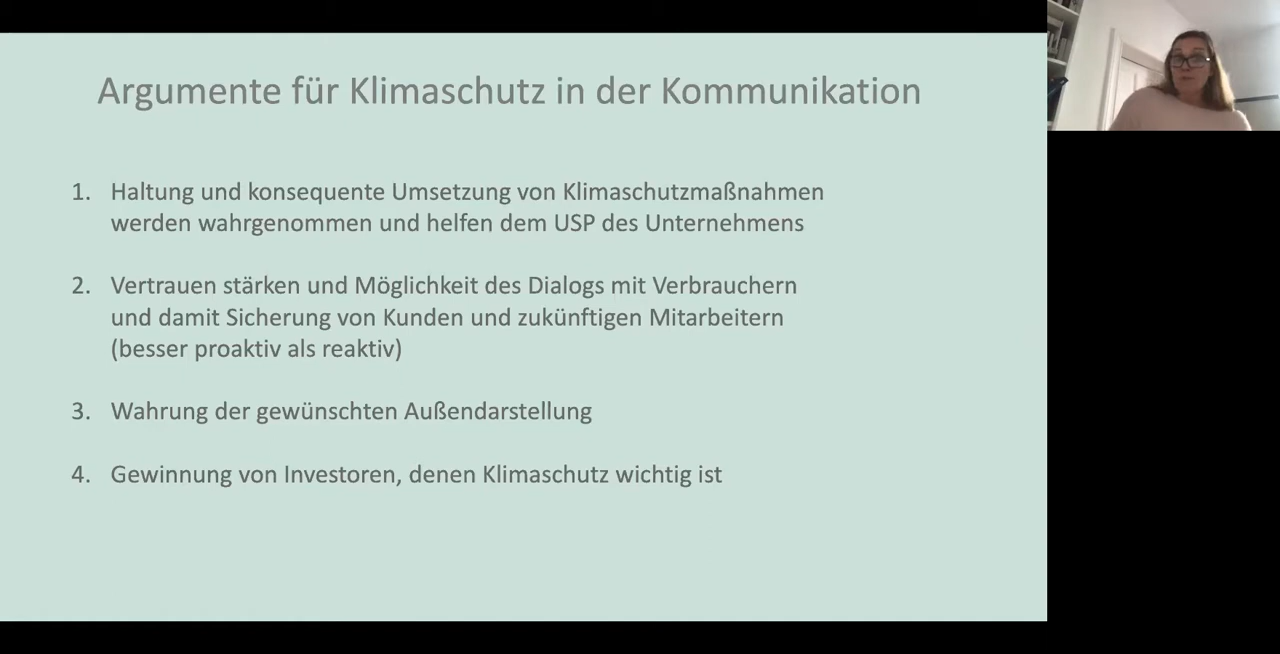 Argumente für Klimaschutz in der Kommunikation
1. Haltung und konsequente Umsetzung von Klimaschutzmaßnahmen
werden wahrgenommen und helfen dem USP des Unternehmens
2. Vertrauen stärken und Möglichkeit des Dialogs mit Verbrauchern
und damit Sicherung von Kunden und zukünftigen Mitarbeitern
(besser proaktiv als reaktiv)
3. Wahrung der gewünschten Außendarstellung
4. Gewinnung von Investoren, denen Klimaschutz wichtig ist